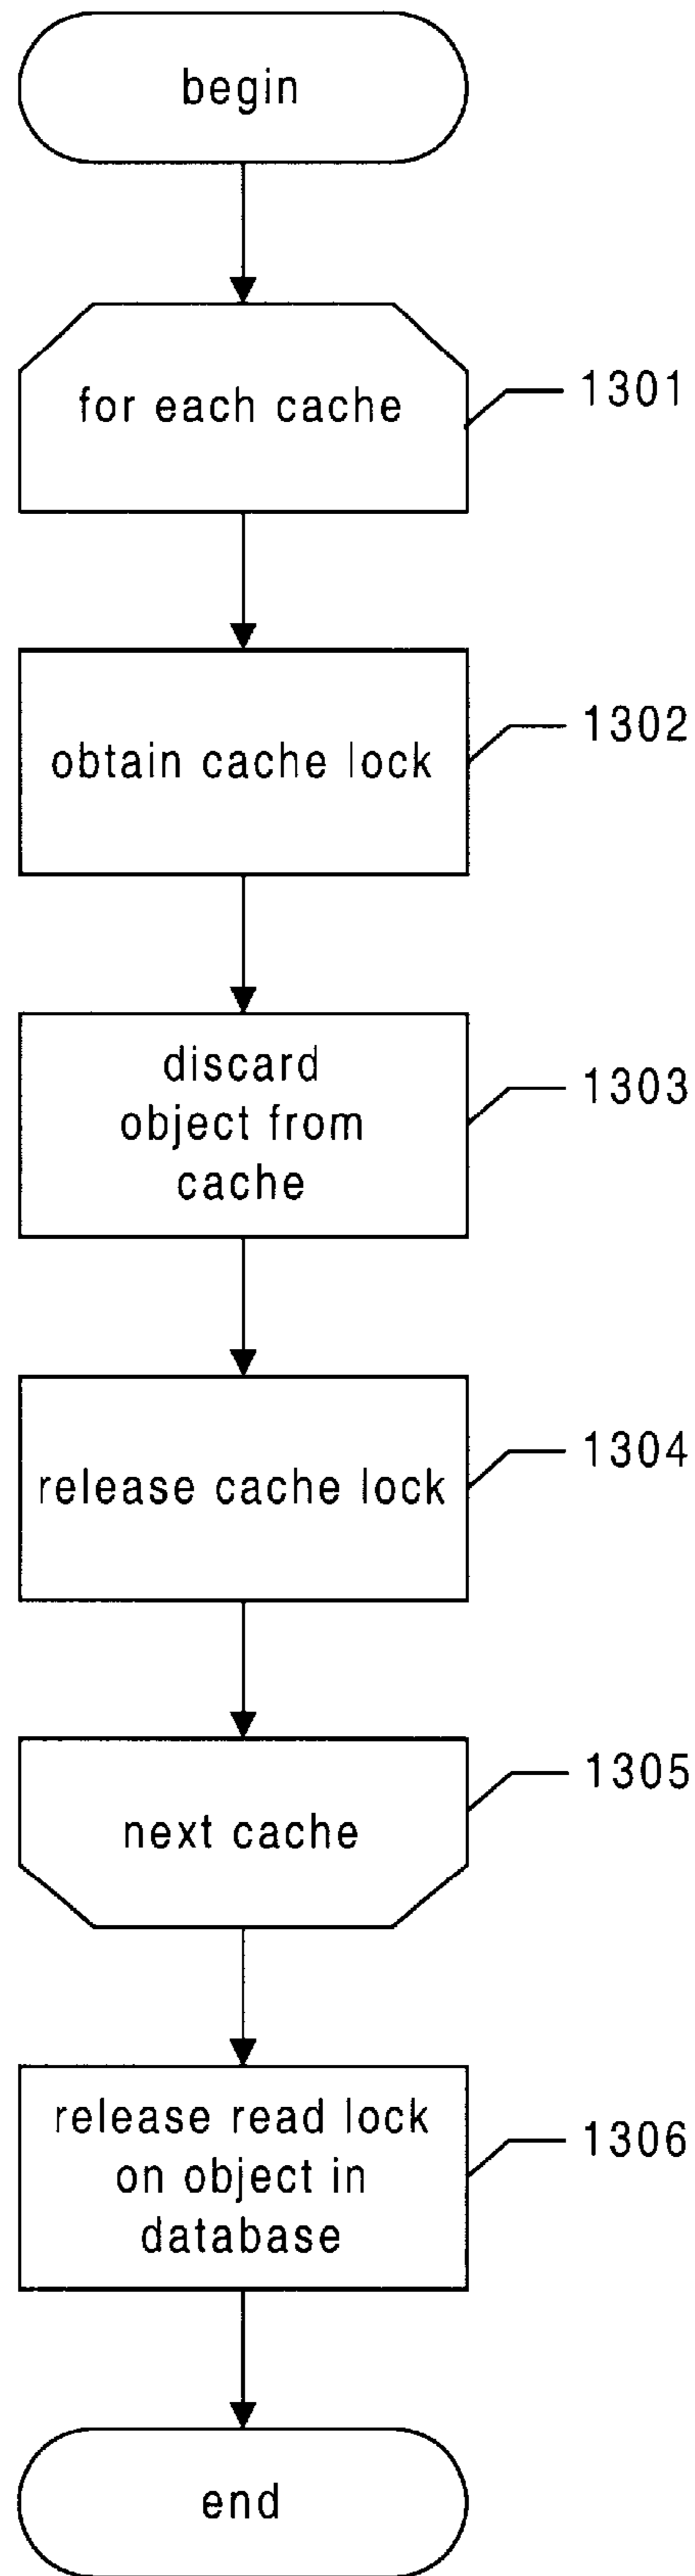 begin
for each cache
1301
obtain cache lock
1302
discard
object from
cache
1303
release cache lock
1304
next cache
1305
release read lock
on object in
database
1306
end